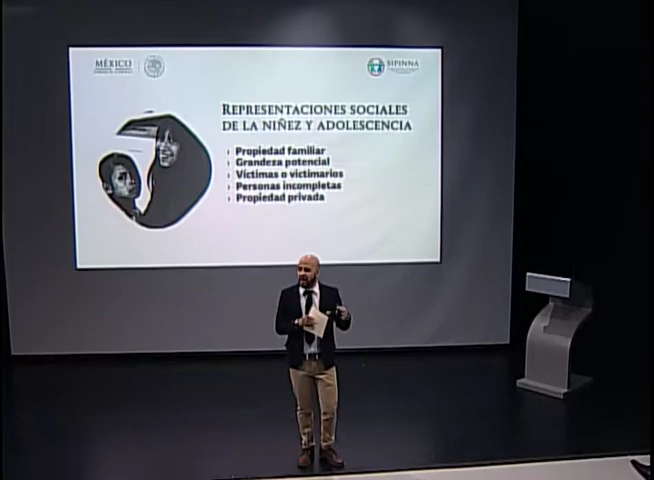 MÉXICO
SIPINNA
REPRESENTACIONES SOCIALES
DE LA NIÑEZ Y ADOLESCENCIA
› Propiedad familiar
› Grandeza potencial
› Víctimas o victimarios
› Personas incompletas
› Propiedad privada